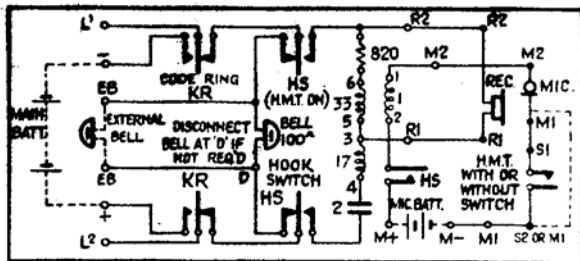 L1
R2
R2
−
CODE RING
KR
HS
(H.M.T. ON)
820
M2
M2
EB
6
1
REC.
MIC.
MAIN
BATT.
EXTERNAL
BELL
DISCONNECT
BELL AT 'D' IF
NOT REQ'D
BELL
100Ω
33
1
5
2
M1
3
R1
R1
S1
EB
D
HOOK
SWITCH
17
4
H.M.T.
WITH OR
WITHOUT
SWITCH
+
KR
HS
HS
2
MIC.BATT.
L2
M+
M-
M1
S2 OR M1